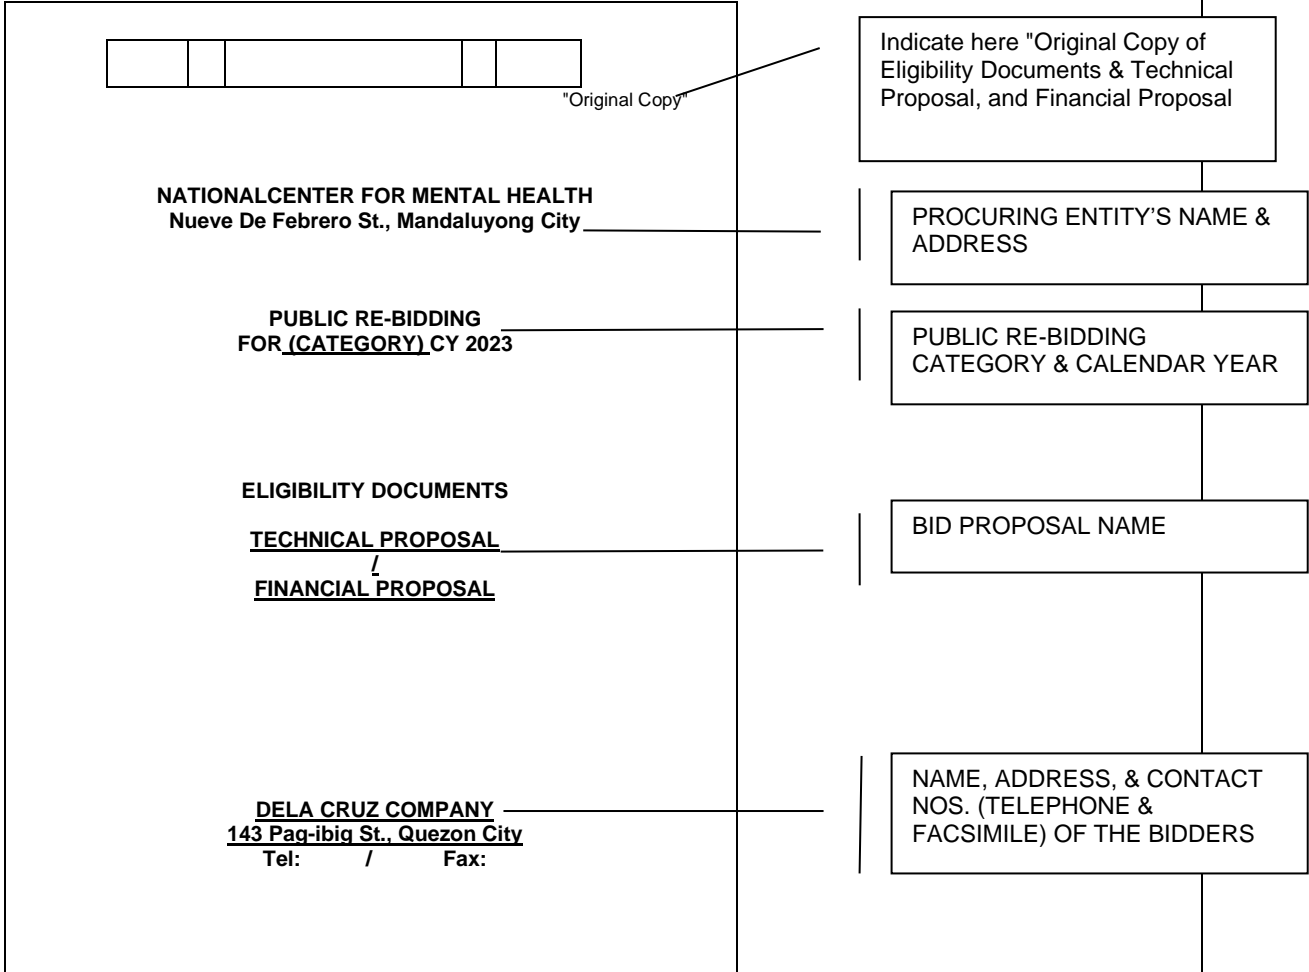 "Original Copy"
Indicate here "Original Copy of
Eligibility Documents & Technical
Proposal, and Financial Proposal
NATIONALCENTER FOR MENTAL HEALTH
Nueve De Febrero St., Mandaluyong City
PROCURING ENTITY’S NAME &
ADDRESS
PUBLIC RE-BIDDING
FOR (CATEGORY) CY 2023
PUBLIC RE-BIDDING
CATEGORY & CALENDAR YEAR
ELIGIBILITY DOCUMENTS
TECHNICAL PROPOSAL
/
FINANCIAL PROPOSAL
BID PROPOSAL NAME
DELA CRUZ COMPANY
143 Pag-ibig St., Quezon City
Tel: / Fax:
NAME, ADDRESS, & CONTACT
NOS. (TELEPHONE &
FACSIMILE) OF THE BIDDERS